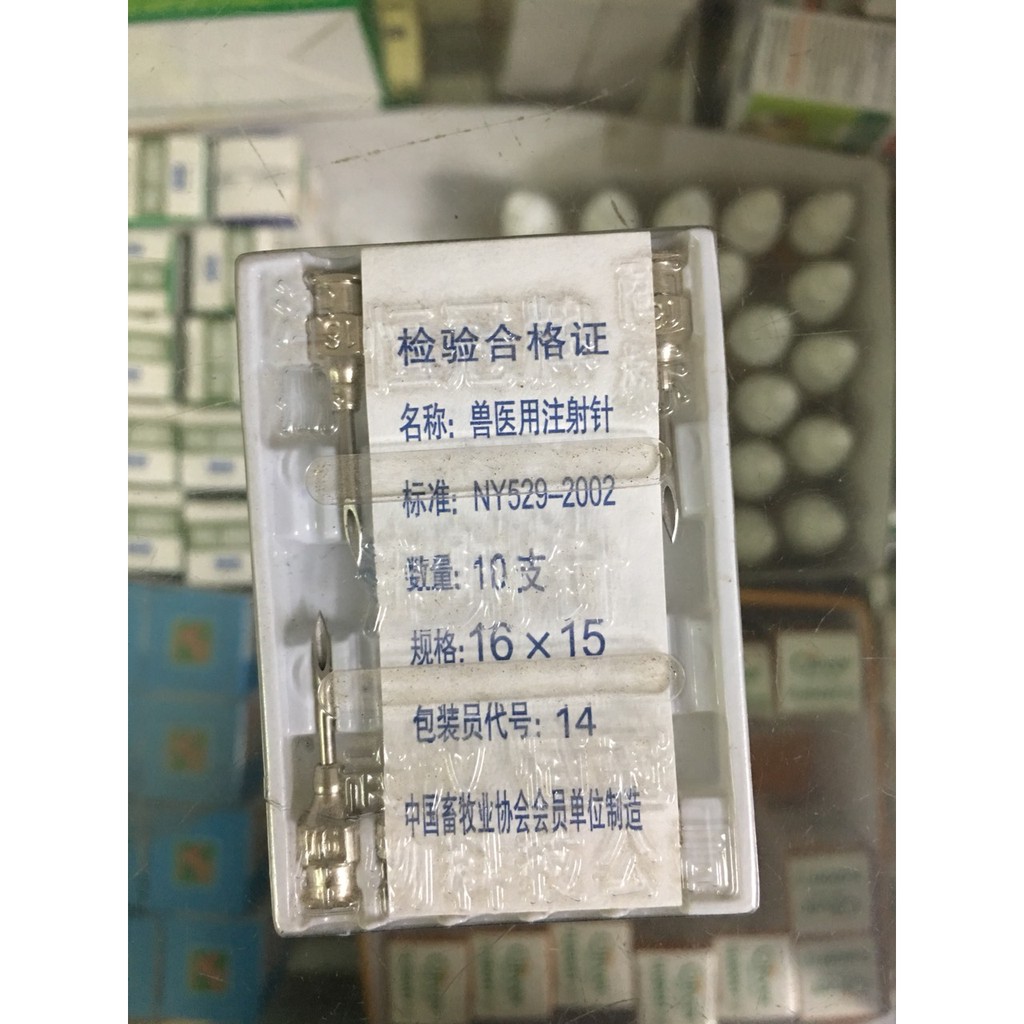 检验合格证
名称：兽医用注射针
标准：NY529-2002
数量：10 支
规格：16×15
包装员代号：14
中国畜牧业协会会员单位制造